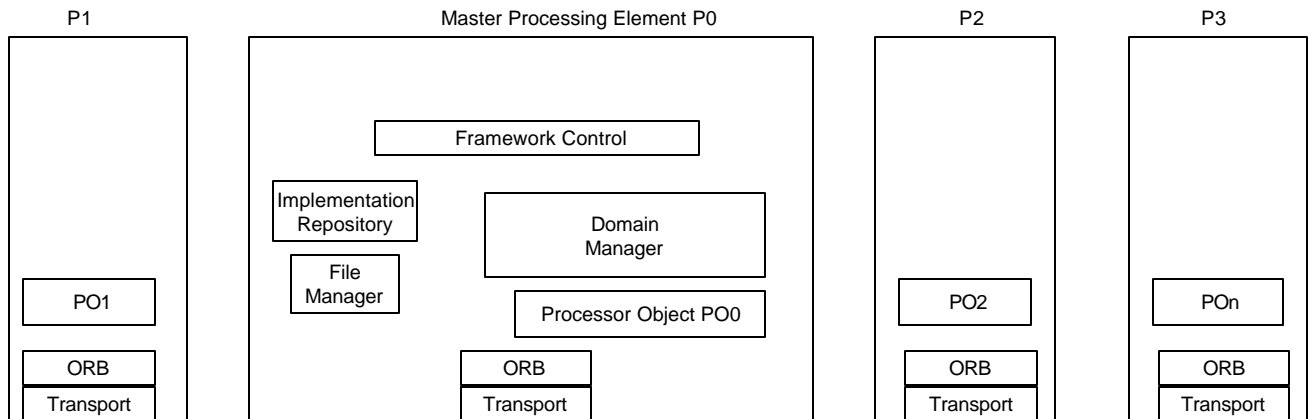 P1
Master Processing Element P0
P2
P3
Framework Control
Implementation
Repository
Domain
Manager
File
Manager
PO1
Processor Object PO0
PO2
POn
ORB
ORB
ORB
ORB
Transport
Transport
Transport
Transport